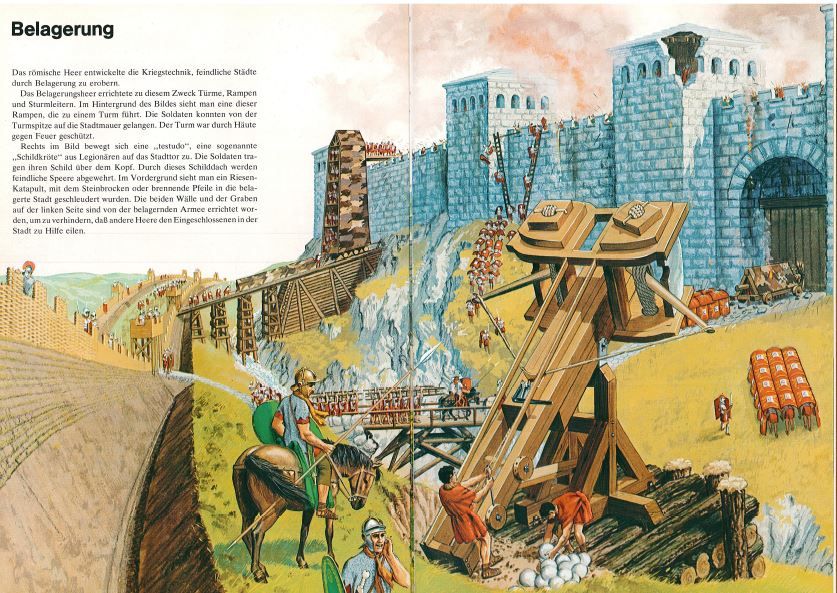 Belagerung
Das römische Heer entwickelte die Kriegstechnik, feindliche Städte
durch Belagerung zu erobern.
Das Belagerungsheer errichtete zu diesem Zweck Türme, Rampen
und Sturmleitern. Im Hintergrund des Bildes sieht man eine dieser
Rampen, die zu einem Turm führt. Die Soldaten konnten von der
Turmspitze auf die Stadtmauer gelangen. Der Turm war durch Häute
gegen Feuer geschützt.
Rechts im Bild bewegt sich eine „testudo", eine sogenannte
„Schildkröte" aus Legionären auf das Stadttor zu. Die Soldaten tra-
gen ihren Schild über dem Kopf. Durch dieses Schilddach werden
feindliche Speere abgewehrt. Im Vordergrund sieht man ein Riesen-
Katapult, mit dem Steinbrocken oder brennende Pfeile in die bela-
gerte Stadt geschleudert wurden. Die beiden Wälle und der Graben
auf der linken Seite sind von der belagernden Armee errichtet wor-
den, um zu verhindern, daß andere Heere den Eingeschlossenen in der
Stadt zu Hilfe eilen.